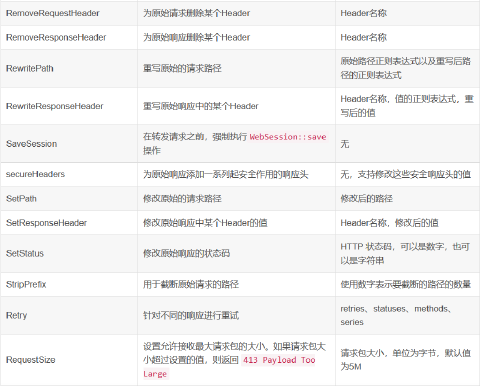 RemoveRequestHeader 为原始请求删除某个Header Header名称
RemoveResponseHeader 为原始响应删除某个Header Header名称
RewritePath 重写原始的请求路径 原始路径正则表达式以及重写后路
径的正则表达式
RewriteResponseHeader 重写原始响应中的某个Header Header名称，值的正则表达式，重
写后的值
SaveSession 在转发请求之前，强制执行 WebSession::save
操作 无
secureHeaders 为原始响应添加一系列起安全作用的响应头 无，支持修改这些安全响应头的值
SetPath 修改原始的请求路径 修改后的路径
SetResponseHeader 修改原始响应中某个Header的值 Header名称，修改后的值
SetStatus 修改原始响应的状态码 HTTP 状态码，可以是数字，也可
以是字符串
StripPrefix 用于截断原始请求的路径 使用数字表示要截断的路径的数量
Retry 针对不同的响应进行重试 retries、statuses、methods、
series
RequestSize 设置允许接收最大请求包的大小。如果请求包大
小超过设置的值，则返回 413 Payload Too
Large 请求包大小，单位为字节，默认值
为5M